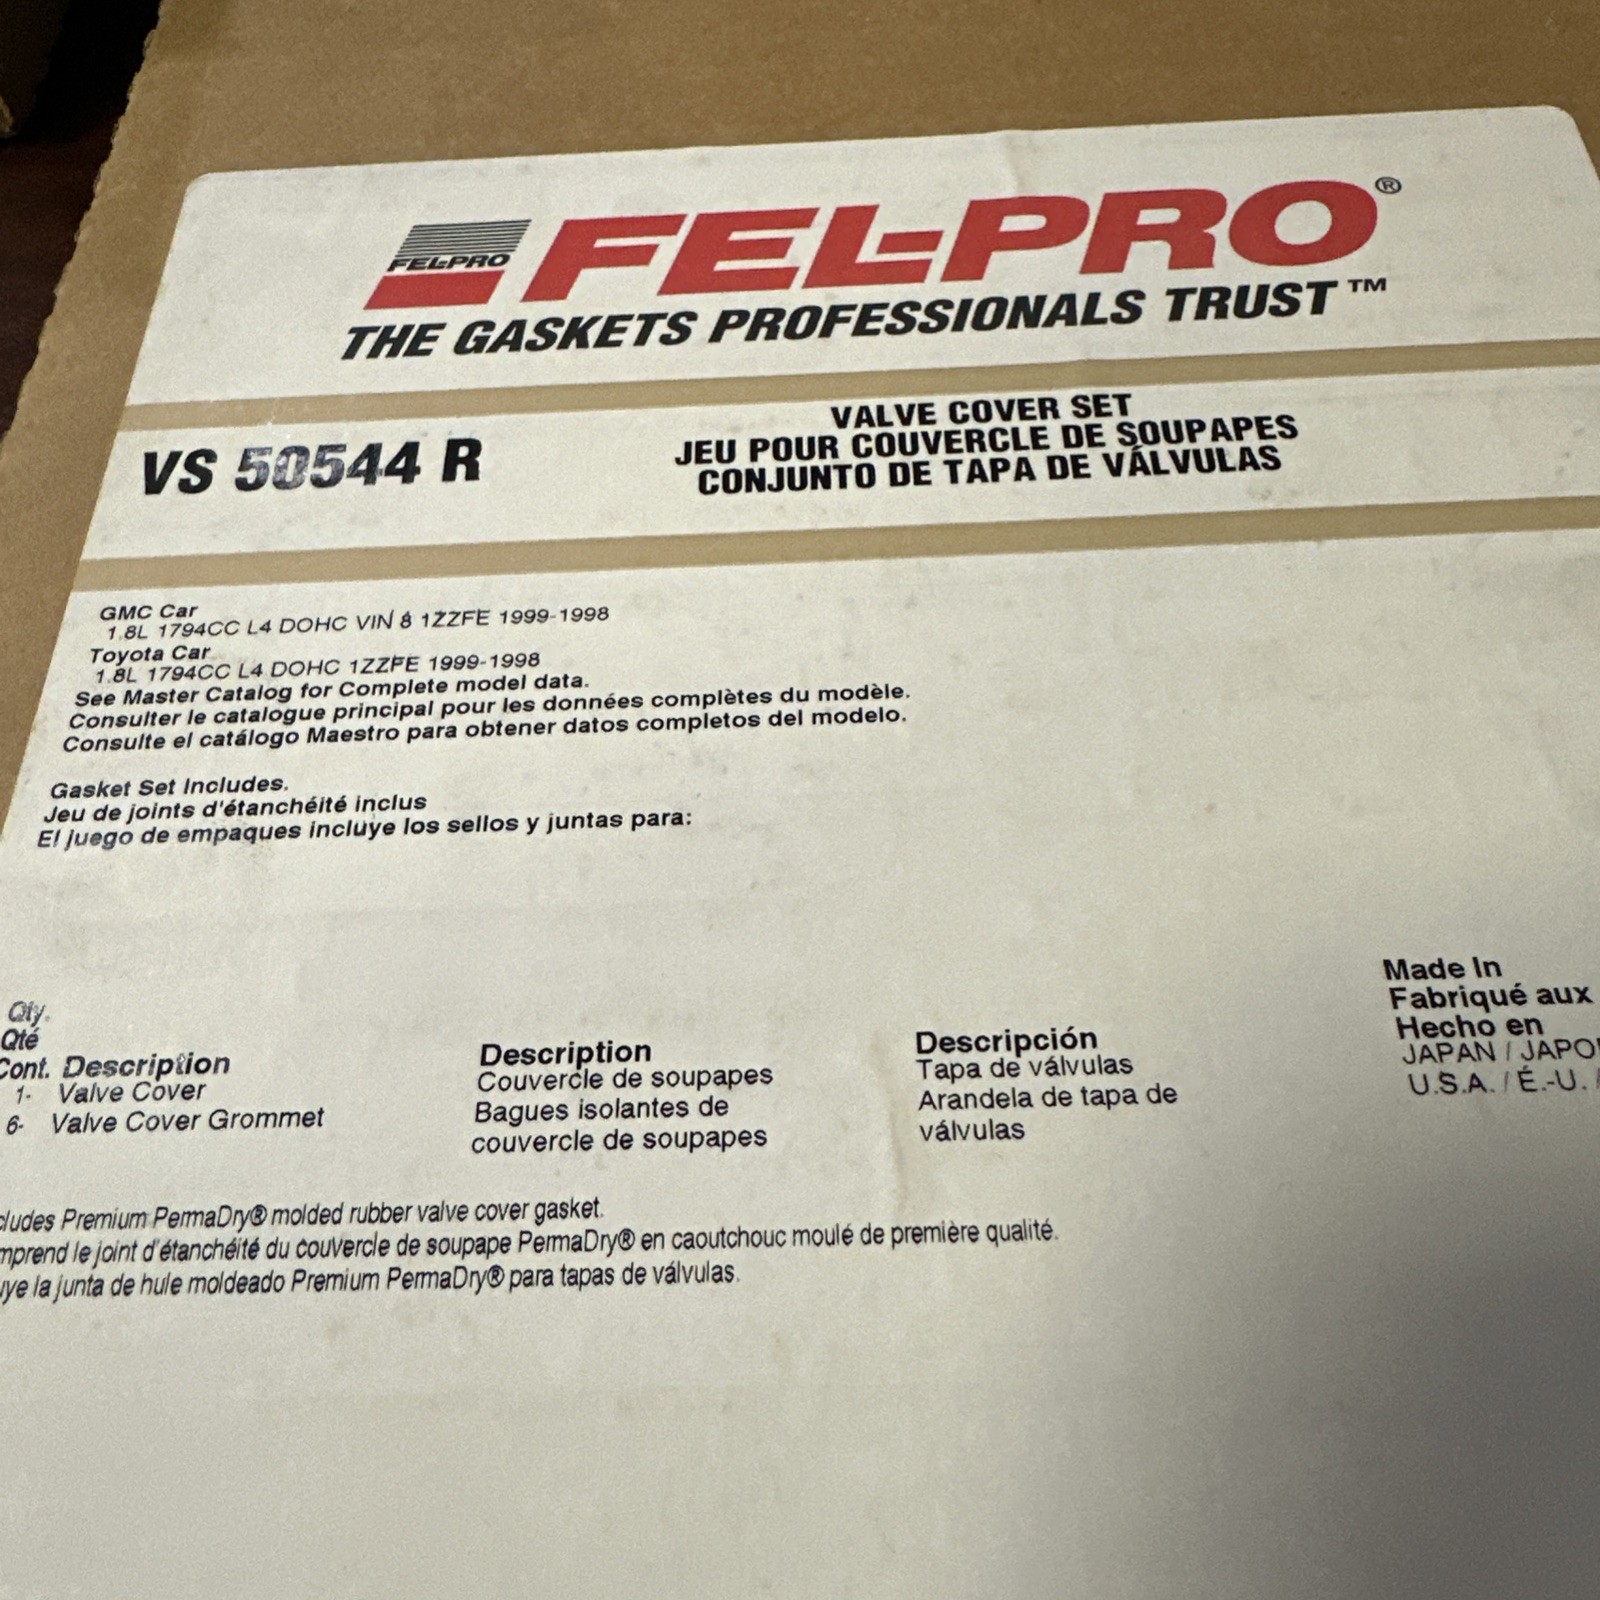 FEL-PRO
FEL-PRO®
THE GASKETS PROFESSIONALS TRUST™
VS 50544 R
VALVE COVER SET
JEU POUR COUVERCLE DE SOUPAPES
CONJUNTO DE TAPA DE VÁLVULAS
GMC Car
1.8L 1794CC L4 DOHC VIN 8 1ZZFE 1999-1998
Toyota Car
1.8L 1794CC L4 DOHC 1ZZFE 1999-1998
See Master Catalog for Complete model data.
Consulter le catalogue principal pour les données complètes du modèle.
Consulte el catálogo Maestro para obtener datos completos del modelo.
Gasket Set Includes.
Jeu de joints d'étanchéité inclus
El juego de empaques incluye los sellos y juntas para:
Qty.
Qté
Cont. Description
1- Valve Cover
6- Valve Cover Grommet
Description
Couvercle de soupapes
Bagues isolantes de
couvercle de soupapes
Descripción
Tapa de válvulas
Arandela de tapa de
válvulas
Made In
Fabriqué aux
Hecho en
JAPAN / JAPO
U.S.A. / É.-U. /
cludes Premium PermaDry® molded rubber valve cover gasket.
mprend le joint d'étanchéité du couvercle de soupape PermaDry® en caoutchouc moulé de première qualité.
uye la junta de hule moldeado Premium PermaDry® para tapas de válvulas.